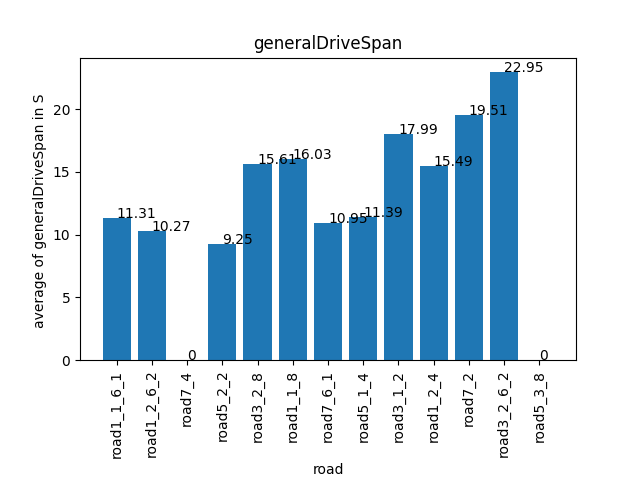 generalDriveSpan
average of generalDriveSpan in S
20
15
10
5
0
11.31
10.27
0
9.25
15.61
16.03
10.95
11.39
17.99
15.49
19.51
22.95
0
road1_1_6_1
road1_2_6_2
road7_4
road5_2_2
road3_2_8
road1_1_8
road7_6_1
road5_1_4
road3_1_2
road1_2_4
road7_2
road3_2_6_2
road5_3_8
road